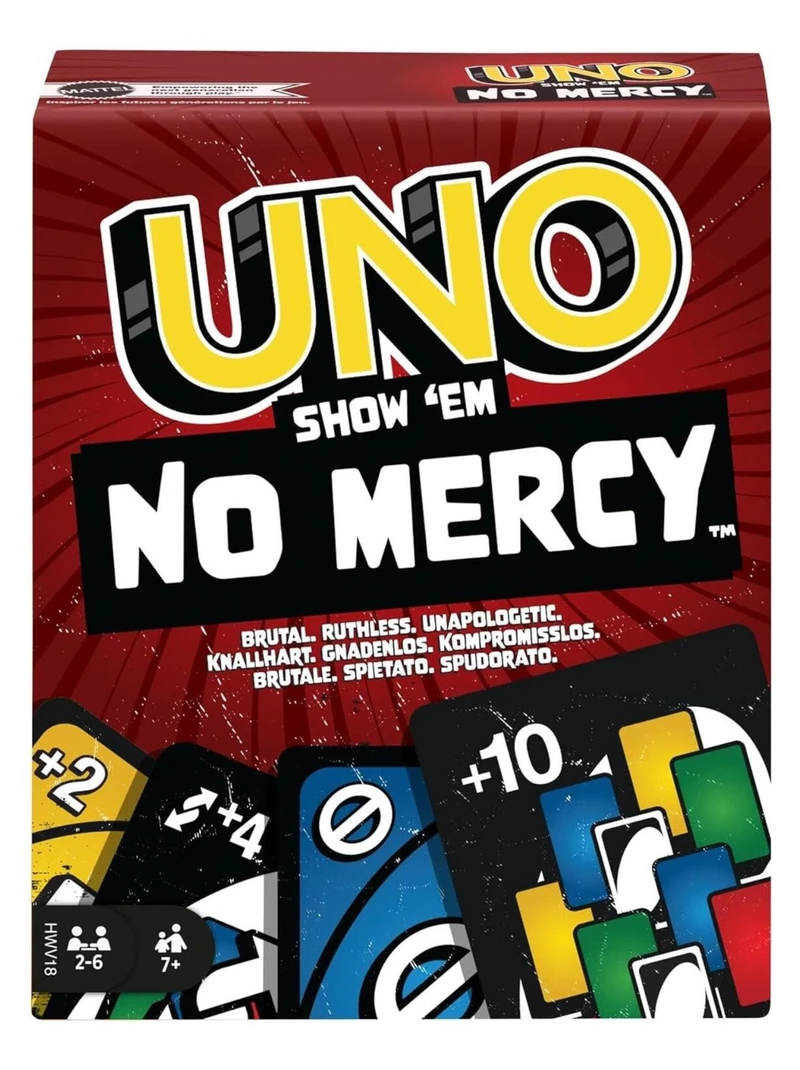 MATTEL
Empowering the
next generation
through play.™
Inspirer les futures générations par le jeu.
UNO
SHOW 'EM
NO MERCY™
UNO
SHOW 'EM
NO MERCY™
BRUTAL. RUTHLESS. UNAPOLOGETIC.
KNALLHART. GNADENLOS. KOMPROMISSLOS.
BRUTALE. SPIETATO. SPUDORATO.
+2
+4
+10
HWV18
2-6
7+